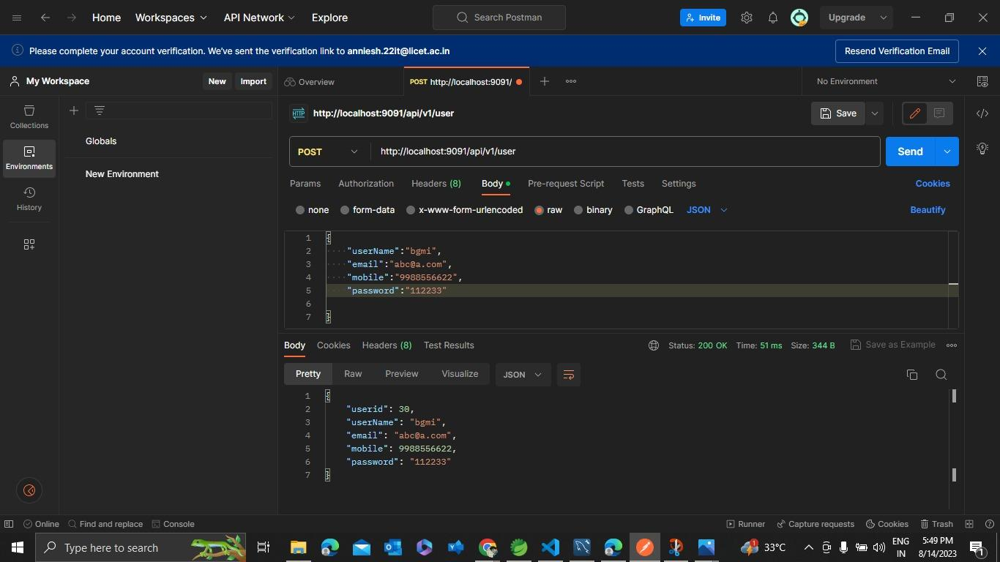 Home Workspaces API Network Explore Search Postman Invite Upgrade
Please complete your account verification. We've sent the verification link to anniesh.22it@licet.ac.in Resend Verification Email
My Workspace New Import Overview POST http://localhost:9091/ No Environment
Collections
Environments
History
Globals
New Environment
HTTP http://localhost:9091/api/v1/user Save
POST http://localhost:9091/api/v1/user Send
Params Authorization Headers (8) Body Pre-request Script Tests Settings Cookies
none form-data x-www-form-urlencoded raw binary GraphQL JSON Beautify
1 {
2 "userName":"bgmi",
3 "email":"abc@a.com",
4 "mobile":"9988556622",
5 "password":"112233"
6
7 }
Body Cookies Headers (8) Test Results Status: 200 OK Time: 51 ms Size: 344 B Save as Example
Pretty Raw Preview Visualize JSON
1 {
2 "userid": 30,
3 "userName": "bgmi",
4 "email": "abc@a.com",
5 "mobile": 9988556622,
6 "password": "112233"
7 }
Online Find and replace Console Runner Capture requests Cookies Trash
Type here to search 1 33°C ENG IN 5:49 PM 8/14/2023 1